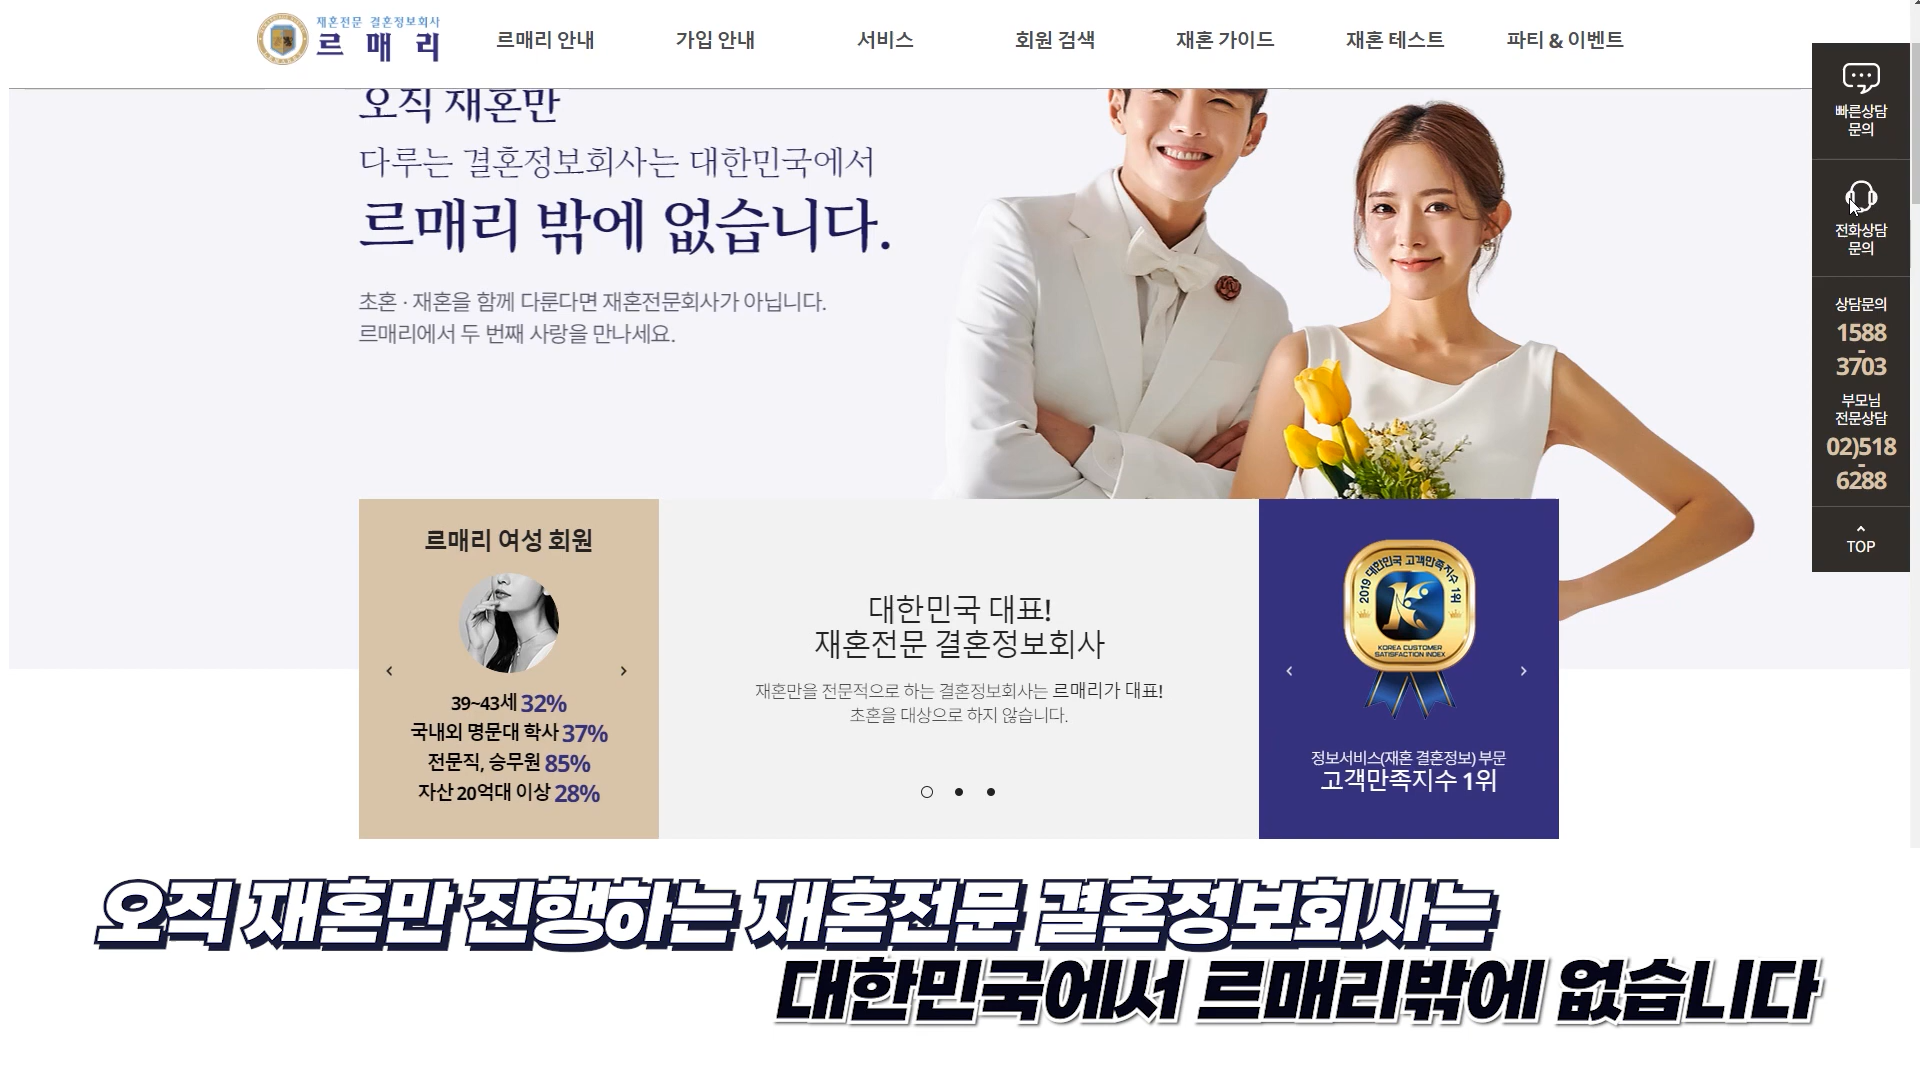 재혼전문 결혼정보회사
르매리
르매리 안내
가입 안내
서비스
회원 검색
재혼 가이드
재혼 테스트
파티 & 이벤트
오직 재혼만
다루는 결혼정보회사는 대한민국에서
르매리 밖에 없습니다.
초혼 · 재혼을 함께 다룬다면 재혼전문회사가 아닙니다.
르매리에서 두 번째 사랑을 만나세요.
빠른상담
문의
전화상담
문의
상담문의
1588
-
3703
부모님
전문상담
02)518
-
6288
TOP
르매리 여성 회원
39~43세 32%
국내외 명문대 학사 37%
전문직, 승무원 85%
자산 20억대 이상 28%
대한민국 대표!
재혼전문 결혼정보회사
재혼만을 전문적으로 하는 결혼정보회사는 르매리가 대표!
초혼을 대상으로 하지 않습니다.
2019 대한민국 고객만족지수 1위
K
KOREA CUSTOMER
SATISFACTION INDEX
정보서비스(재혼 결혼정보) 부문
고객만족지수 1위
오직 재혼만 진행하는 재혼전문 결혼정보회사는
대한민국에서 르매리밖에 없습니다